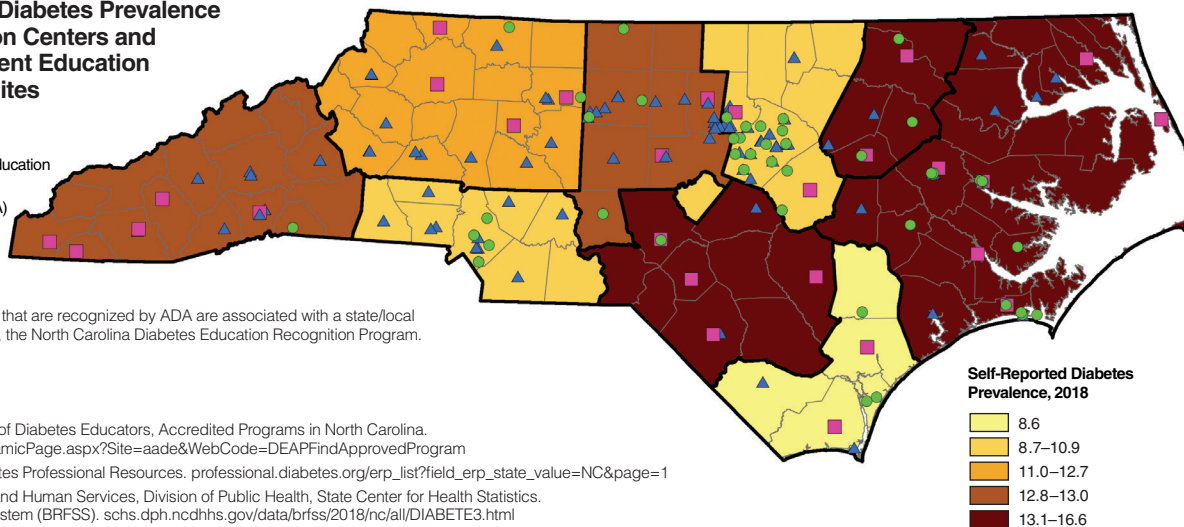 Diabetes Prevalence
on Centers and
ent Education
ites
ducation
A)
that are recognized by ADA are associated with a state/local
, the North Carolina Diabetes Education Recognition Program.
of Diabetes Educators, Accredited Programs in North Carolina.
amicPage.aspx?Site=aade&WebCode=DEAPFindApprovedProgram
tes Professional Resources. professional.diabetes.org/erp_list?field_erp_state_value=NC&page=1
and Human Services, Division of Public Health, State Center for Health Statistics.
stem (BRFSS). schs.dph.ncdhhs.gov/data/brfss/2018/nc/all/DIABETE3.html
Self-Reported Diabetes
Prevalence, 2018
8.6
8.7–10.9
11.0–12.7
12.8–13.0
13.1–16.6